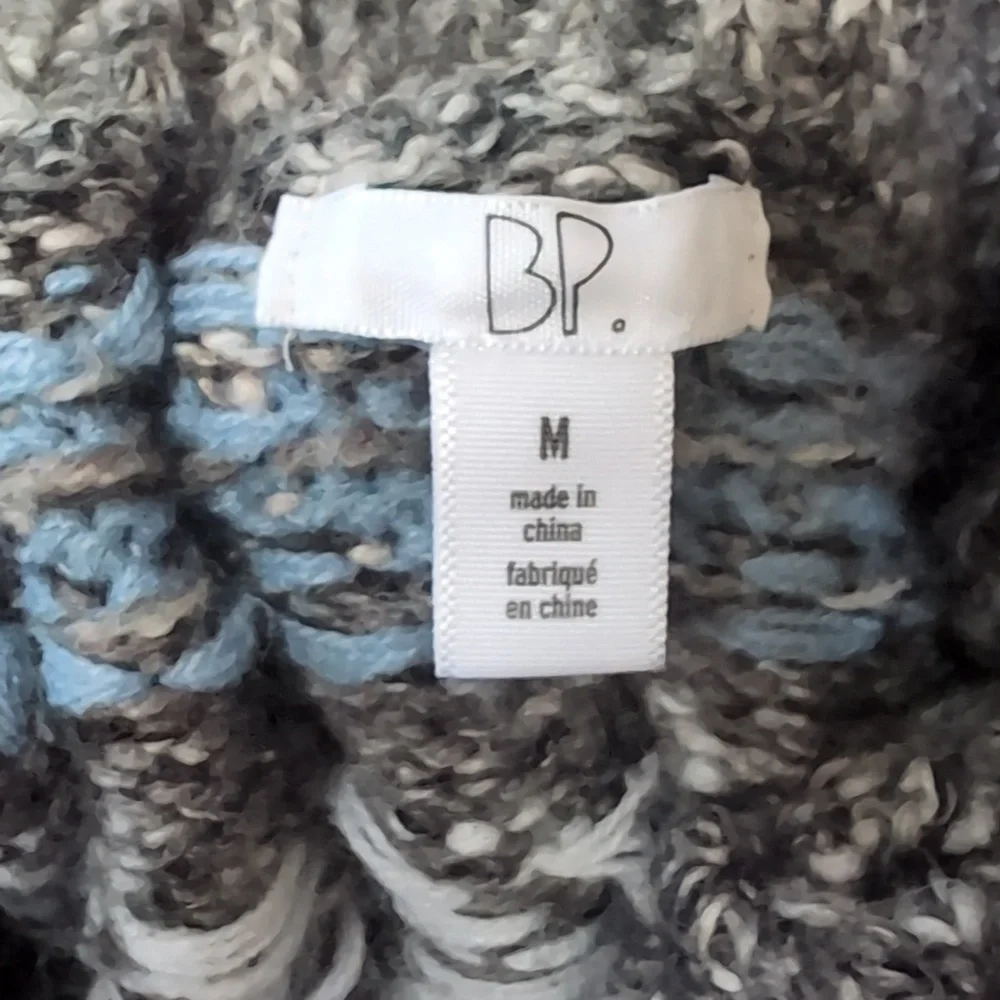 BP.
M
made in
china
fabriqué
en chine